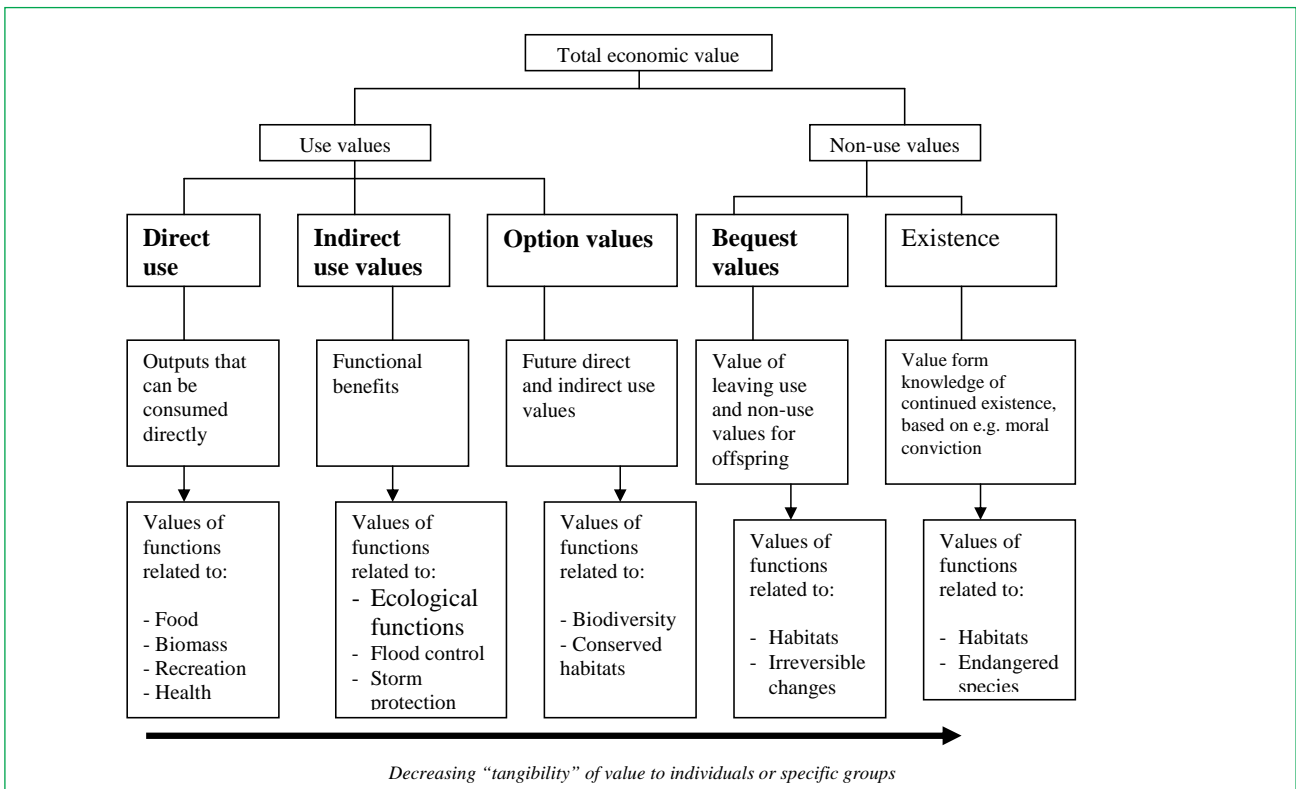 Total economic value
Use values
Non-use values
Direct
use
Indirect
use values
Option values
Bequest
values
Existence
Outputs that
can be
consumed
directly
Functional
benefits
Future direct
and indirect use
values
Value of
leaving use
and non-use
values for
offspring
Value form
knowledge of
continued existence,
based on e.g. moral
conviction
Values of
functions
related to:
- Food
- Biomass
- Recreation
- Health
Values of
functions
related to:
- Ecological
functions
- Flood control
- Storm
protection
Values of
functions
related to:
- Biodiversity
- Conserved
habitats
Values of
functions
related to:
- Habitats
- Irreversible
changes
Values of
functions
related to:
- Habitats
- Endangered
species
Decreasing “tangibility” of value to individuals or specific groups